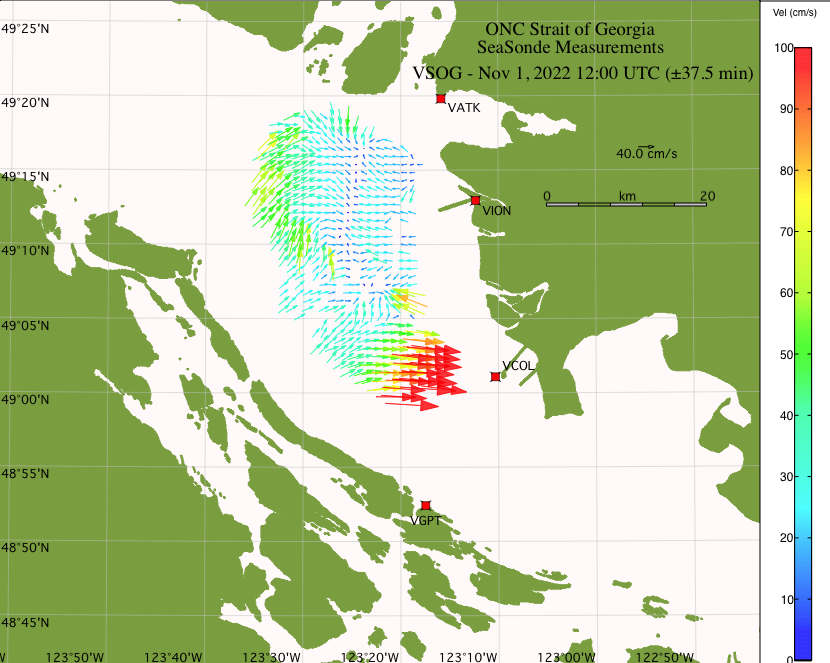 Vel (cm/s)
ONC Strait of Georgia
SeaSonde Measurements
VSOG - Nov 1, 2022 12:00 UTC (±37.5 min)
49°25'N
49°20'N
49°15'N
49°10'N
49°05'N
49°00'N
48°55'N
48°50'N
48°45'N
VATK
40.0 cm/s
0 km 20
VION
VCOL
VGPT
W 123°50'W 123°40'W 123°30'W 123°20'W 123°10'W 123°00'W 122°50'W
100
90
80
70
60
50
40
30
20
10
0